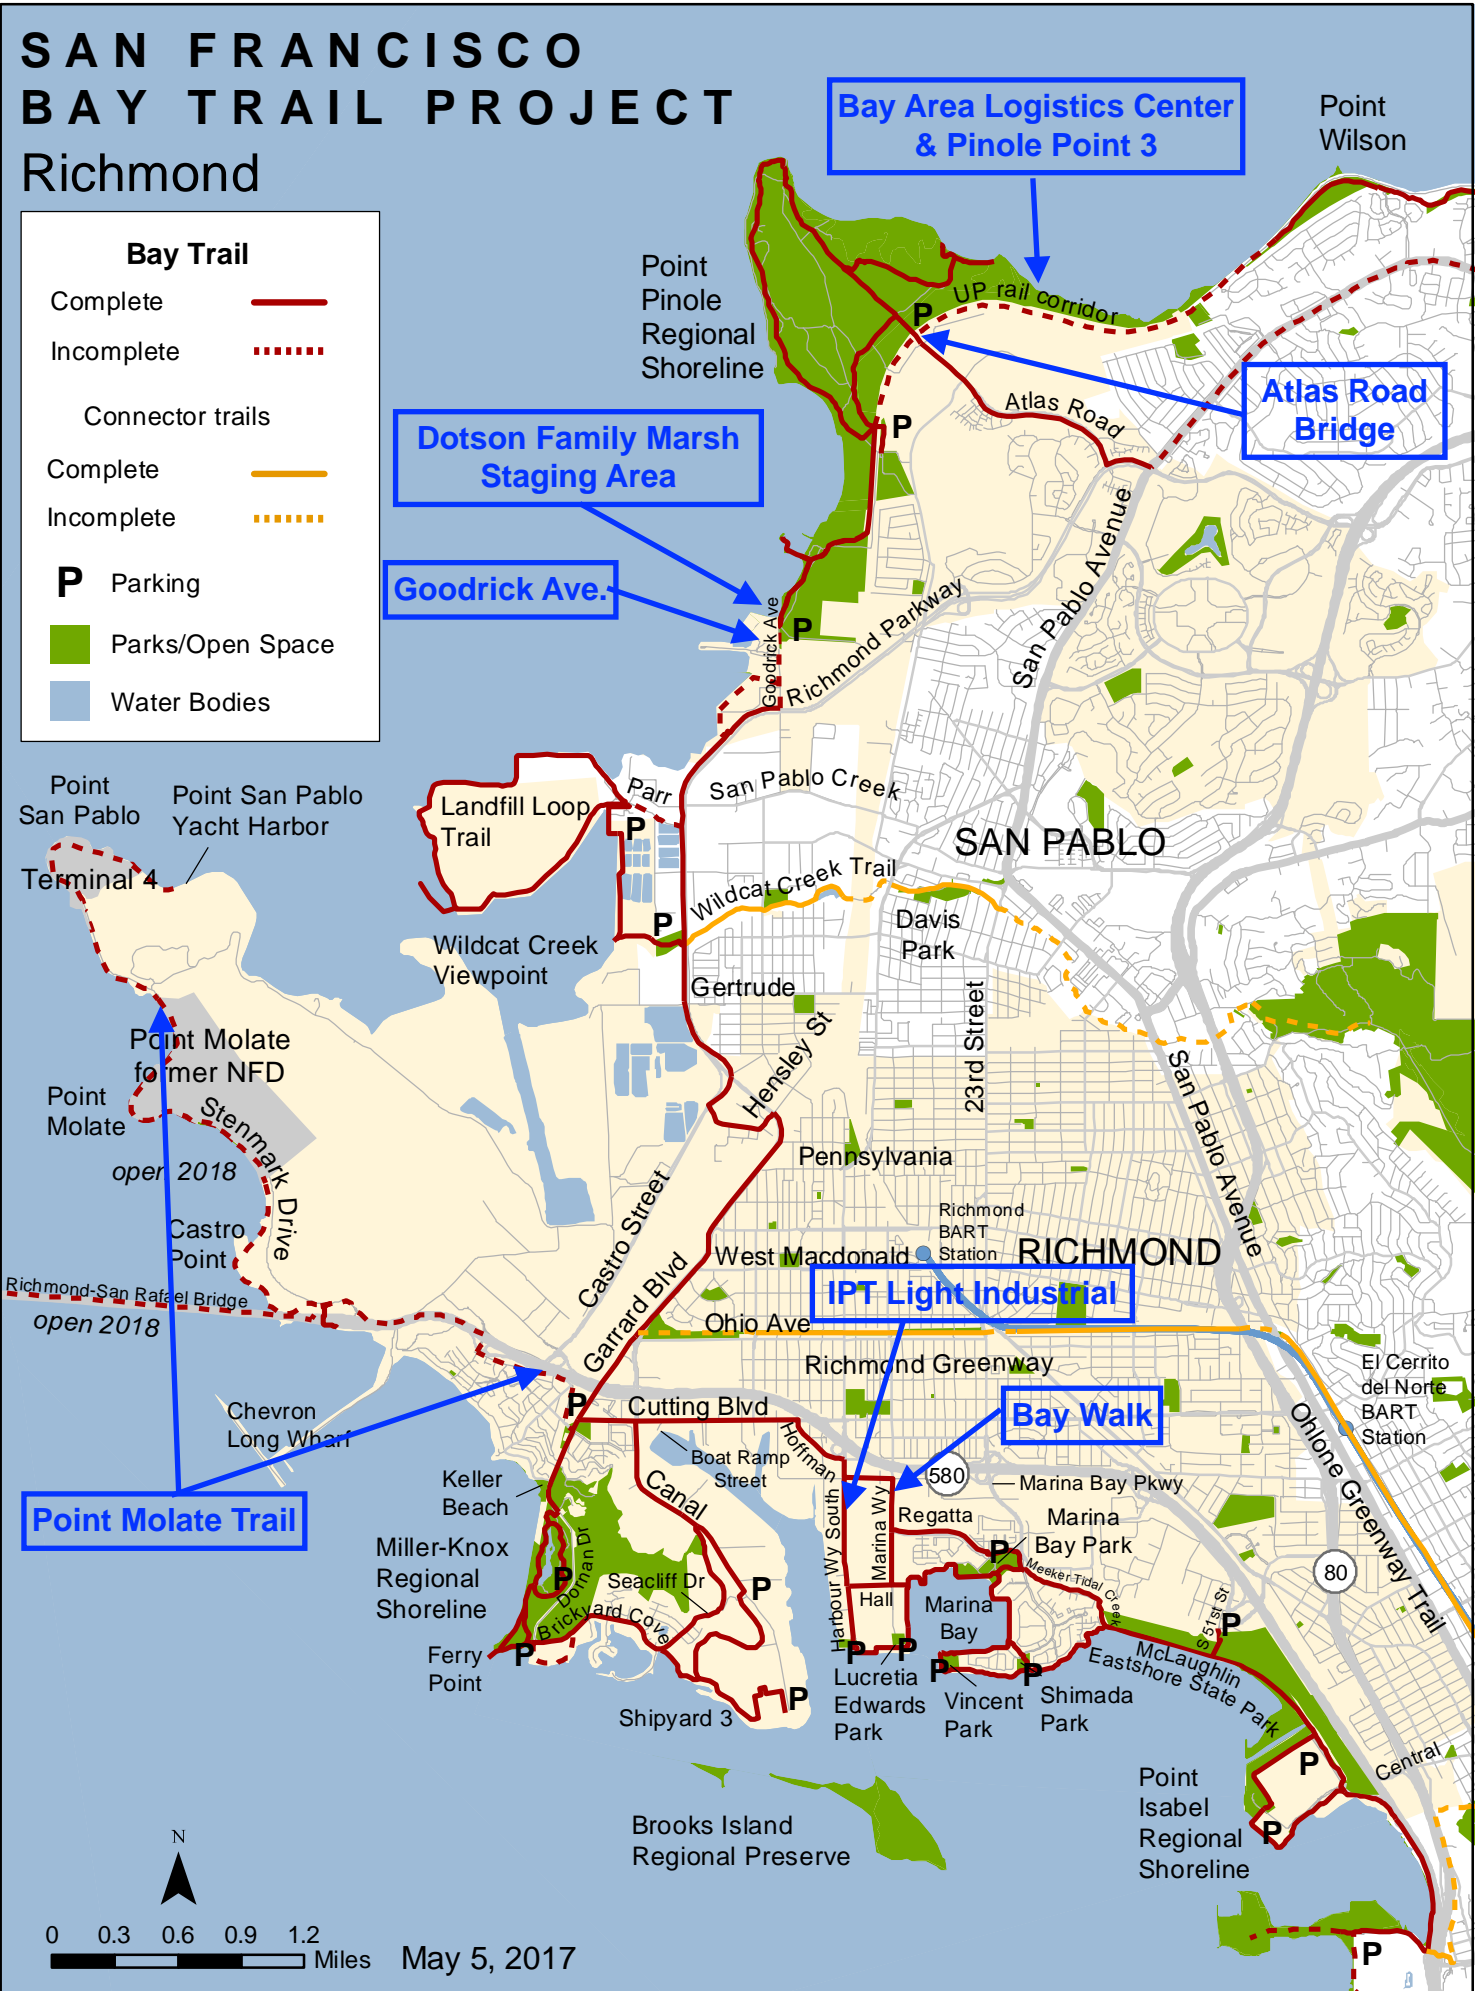 SAN FRANCISCO
BAY TRAIL PROJECT
Richmond
Bay Trail
Complete
Incomplete
Connector trails
Complete
Incomplete
P Parking
Parks/Open Space
Water Bodies
Bay Area Logistics Center
& Pinole Point 3
Point
Wilson
Point
Pinole
Regional
Shoreline
P
UP rail corridor
Atlas Road
Bridge
Atlas Road
P
Dotson Family Marsh
Staging Area
Goodrick Ave.
Goodrick Ave
P
Richmond Parkway
San Pablo Avenue
Point
San Pablo
Point San Pablo
Yacht Harbor
Terminal 4
Landfill Loop
Trail
Parr
P
San Pablo Creek
SAN PABLO
Wildcat Creek Trail
P
Davis
Park
Wildcat Creek
Viewpoint
Gertrude
23rd Street
Hensley St
Point Molate
former NFD
Point
Molate
Stenmark Drive
open 2018
Castro
Point
Richmond-San Rafael Bridge
open 2018
Pennsylvania
San Pablo Avenue
Castro Street
Richmond
BART
Station
RICHMOND
West Macdonald
IPT Light Industrial
Garrard Blvd
Ohio Ave
Richmond Greenway
El Cerrito
del Norte
BART
Station
Ohlone Greenway Trail
Chevron
Long Wharf
P
Cutting Blvd
Bay Walk
Hoffman
Boat Ramp
Street
580
Marina Bay Pkwy
Keller
Beach
Canal
Point Molate Trail
Harbour Wy South
Marina Wy
Regatta
Marina
Bay Park
P
Miller-Knox
Regional
Shoreline
P
Dornan Dr
Seacliff Dr
P
Brickyard Cove
Hall
Marina
Bay
Meeker Tidal Creek
80
S 51st St
P
McLaughlin
Eastshore State Park
Ferry
Point
P
P
P
P
P
Lucretia
Edwards
Park
Vincent
Park
Shimada
Park
Shipyard 3
P
Central
P
Point
Isabel
Regional
Shoreline
P
Brooks Island
Regional Preserve
N
0 0.3 0.6 0.9 1.2
Miles
May 5, 2017
P